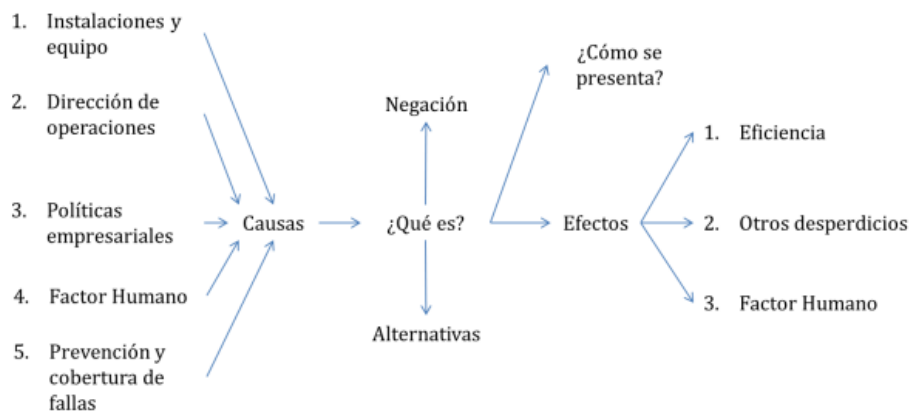 1. Instalaciones y
equipo
2. Dirección de
operaciones
3. Políticas
empresariales
4. Factor Humano
5. Prevención y
cobertura de
fallas
Causas
Negación
¿Qué es?
Alternativas
¿Cómo se
presenta?
Efectos
1. Eficiencia
2. Otros desperdicios
3. Factor Humano